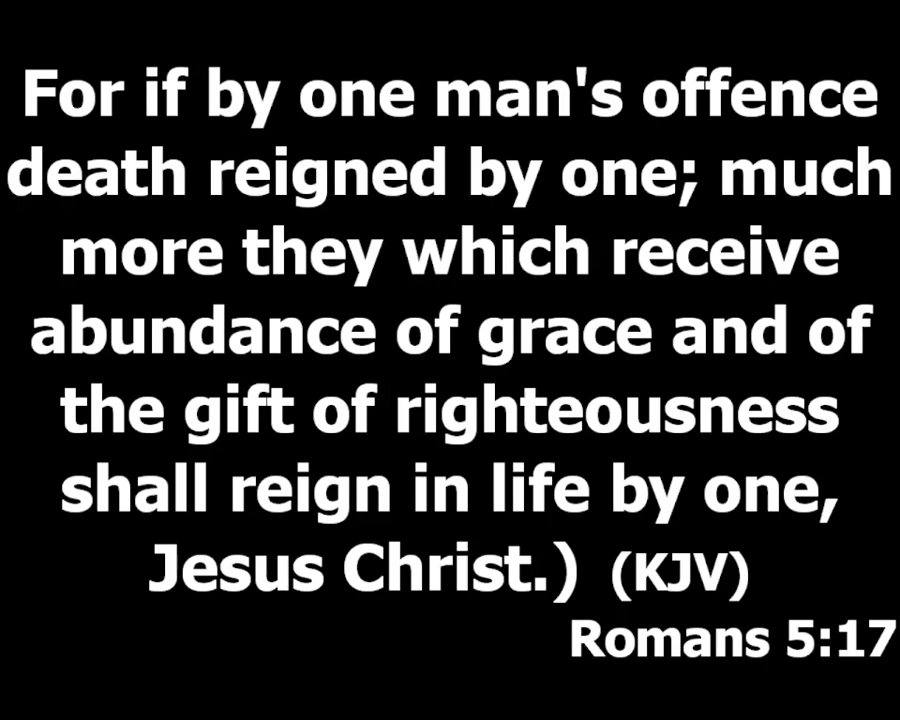 For if by one man's offence
death reigned by one; much
more they which receive
abundance of grace and of
the gift of righteousness
shall reign in life by one,
Jesus Christ.) (KJV)
Romans 5:17